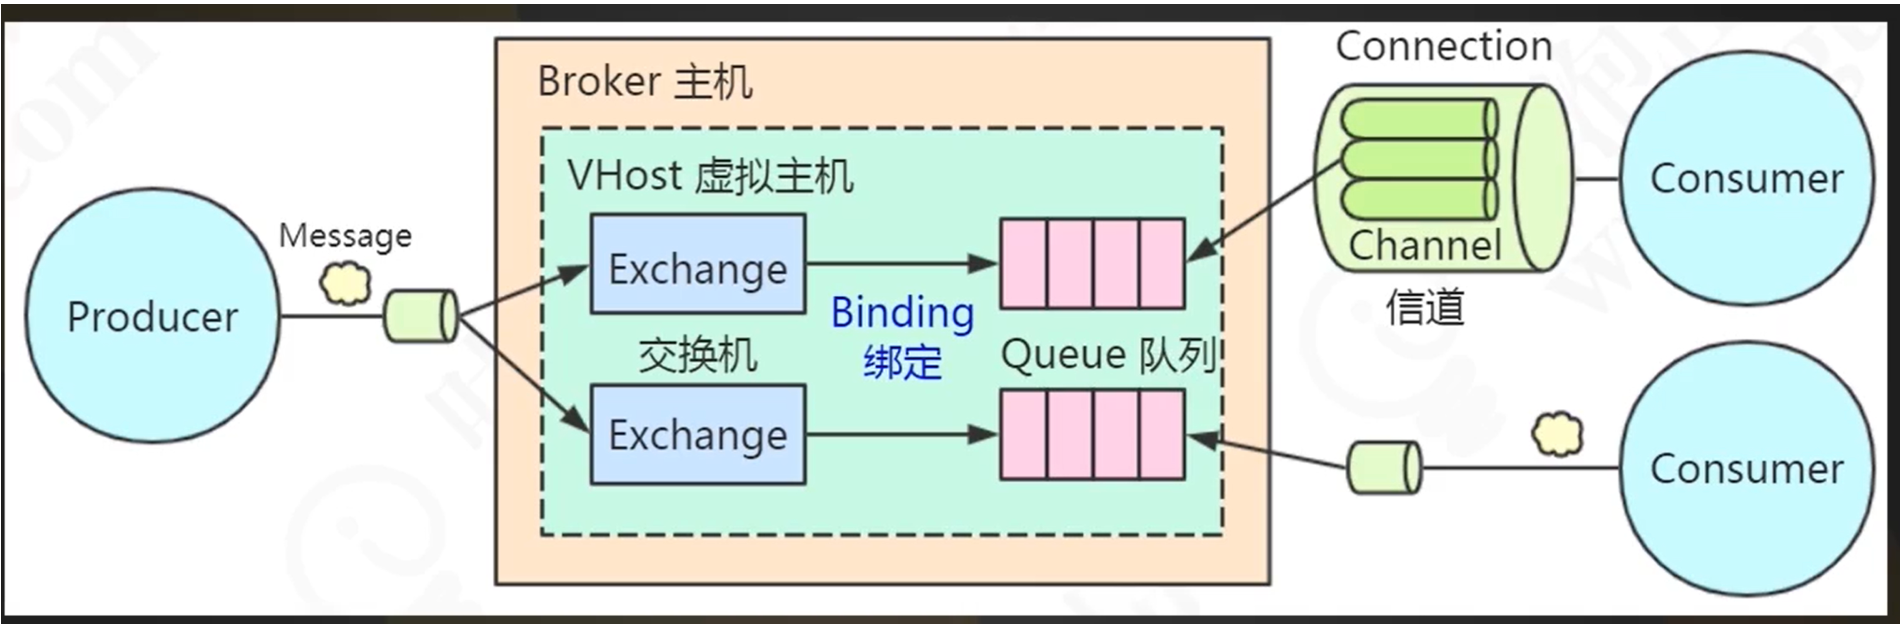 Connection
Broker 主机
VHost 虚拟主机
Consumer
Message
Exchange
Channel
信道
Producer
Binding
绑定
交换机
Queue 队列
Exchange
Consumer